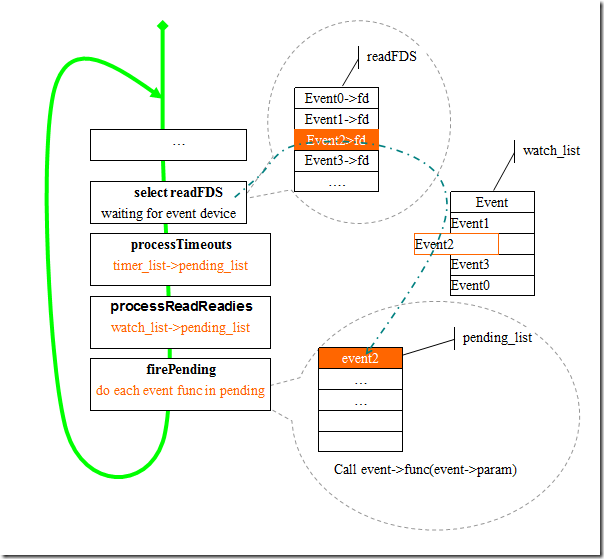 readFDS
Event0->fd
Event1->fd
Event2>fd
Event3->fd
....
...
select readFDS
waiting for event device
processTimeouts
timer_list->pending_list
processReadReadies
watch_list->pending_list
firePending
do each event func in pending
watch_list
Event
Event1
Event2
Event3
Event0
pending_list
event2
...
...
Call event->func(event->param)